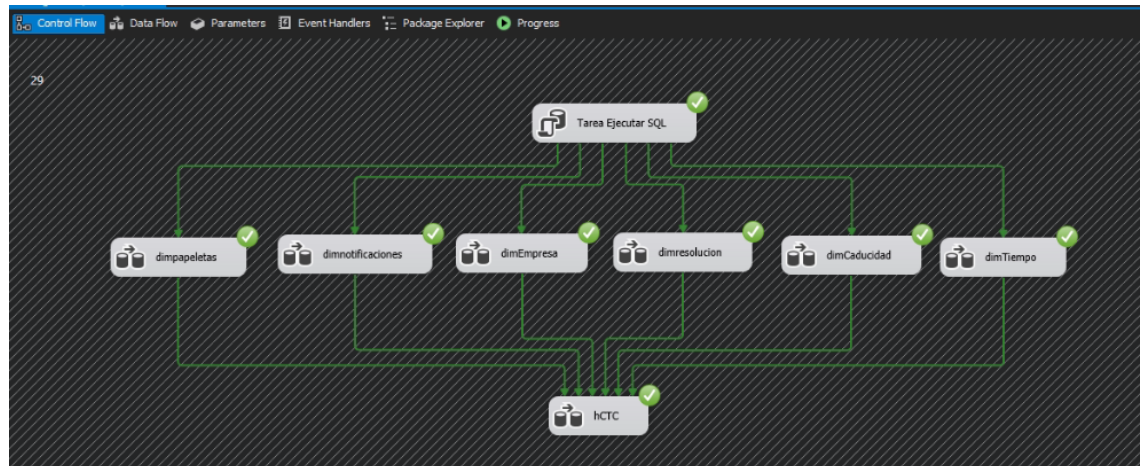 Control Flow Data Flow Parameters Event Handlers Package Explorer Progress
29
Tarea Ejecutar SQL
dimpapeletas dimnotificaciones dimEmpresa dimresolucion dimCaducidad dimTiempo
hCTC